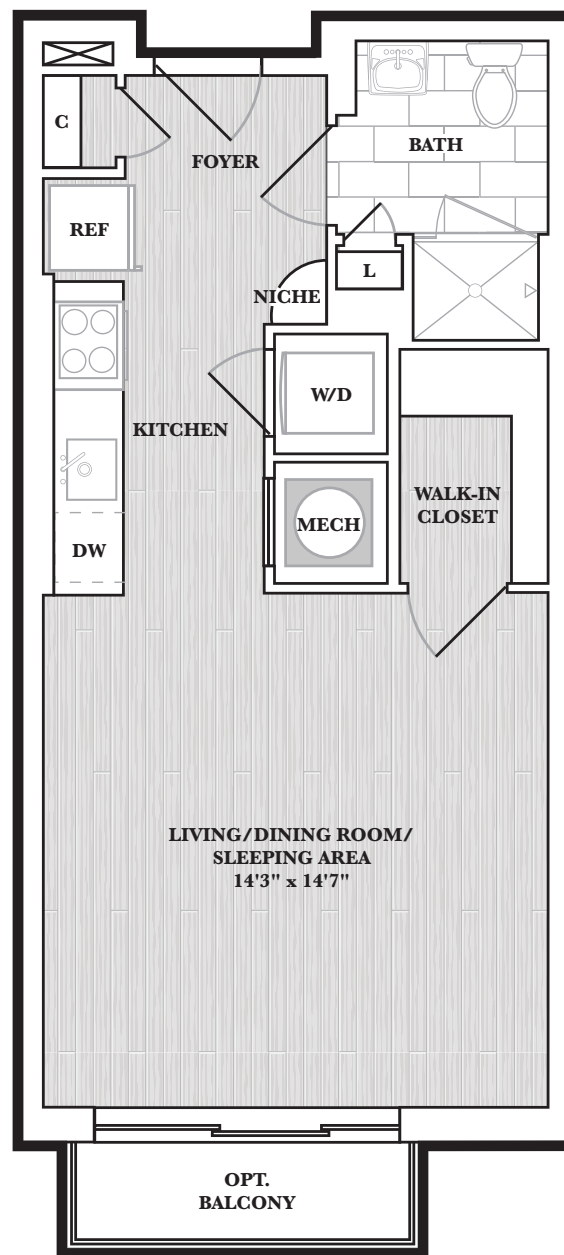 C
FOYER
BATH
REF
L
NICHE
W/D
KITCHEN
WALK-IN
CLOSET
MECH
DW
LIVING/DINING ROOM/
SLEEPING AREA
14'3" x 14'7"
OPT.
BALCONY